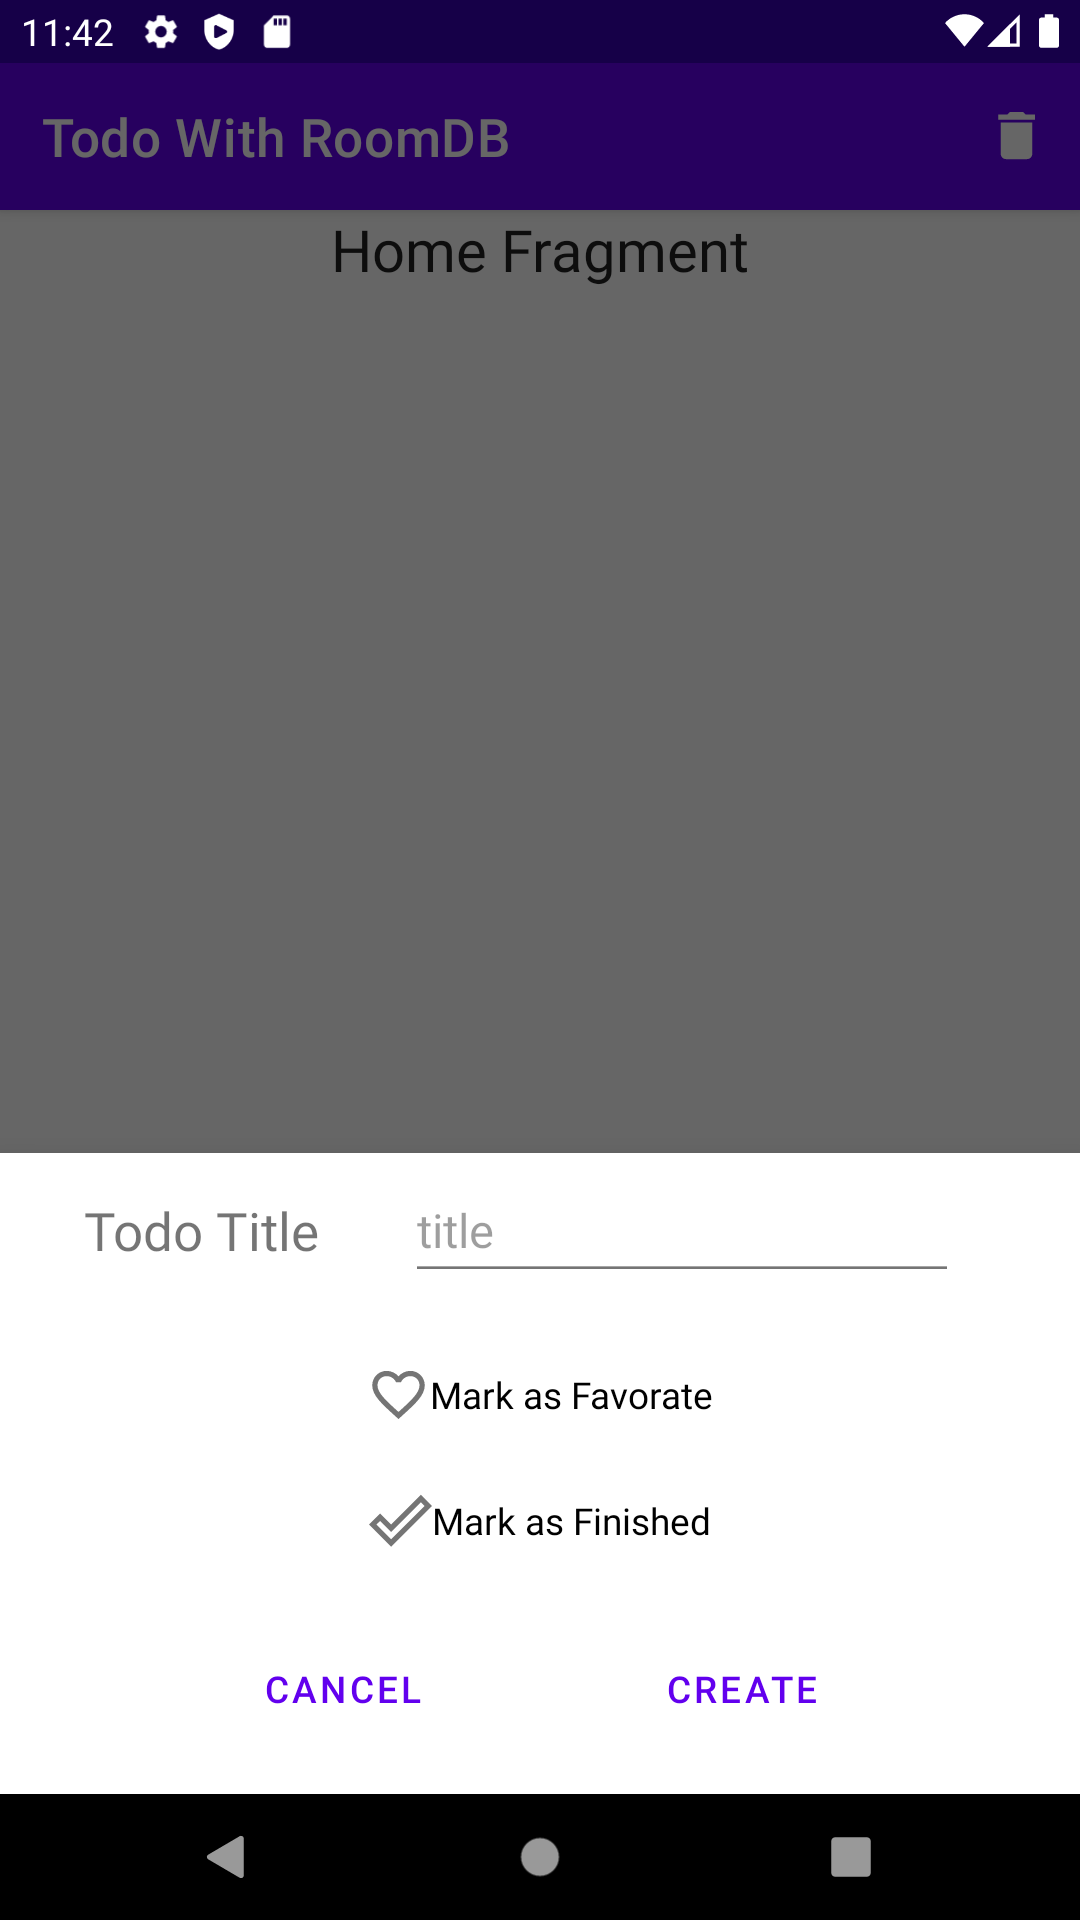 11:42
Todo With RoomDB
Home Fragment
Todo Title
title
Mark as Favorate
Mark as Finished
CANCEL CREATE